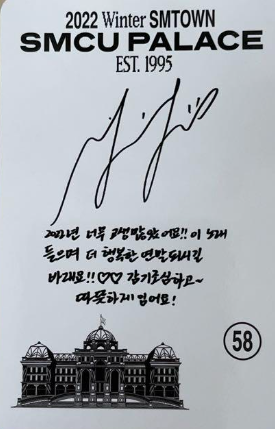 2022 Winter SMTOWN
SMCU PALACE
EST. 1995
2022년 너무 고생많았어요!! 이 노래
들으며 더 행복한 연말 되시길
바래요!!♡♡ 감기조심하고~
따뜻하게 입어요!
58